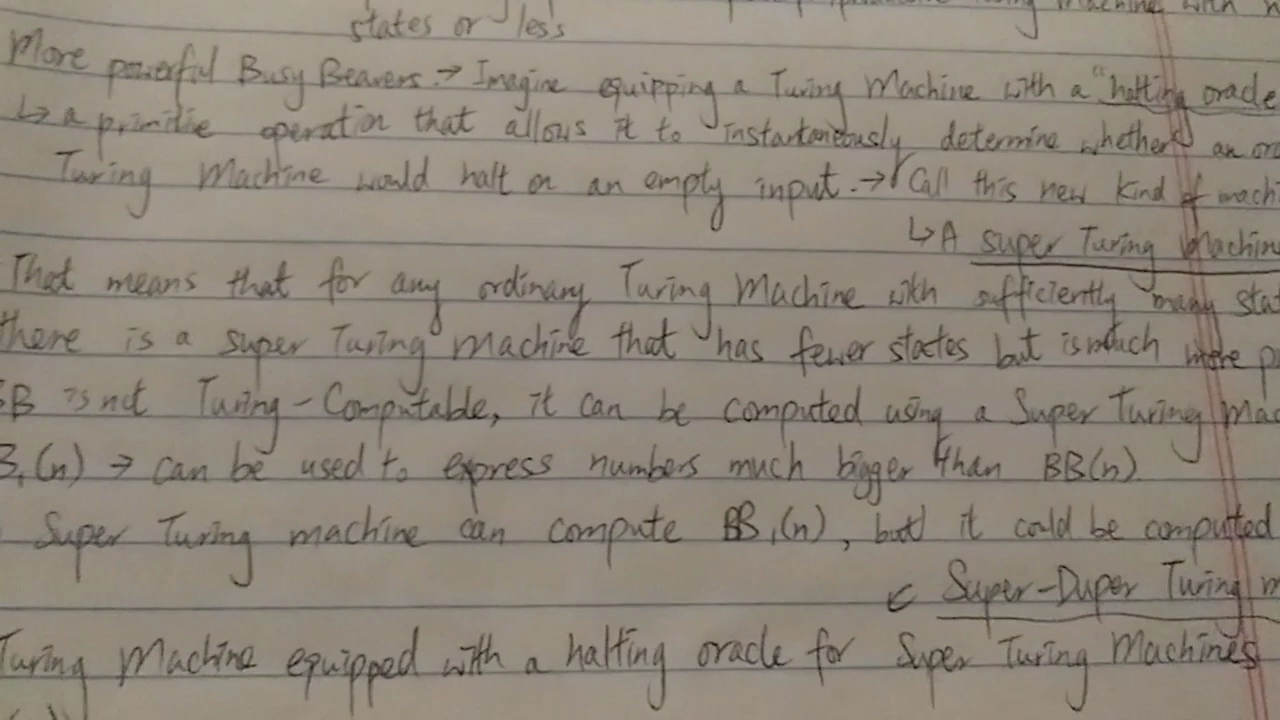 Turing Machine with
states or less
More powerful Busy Beavers → Imagine equipping a Turing Machine with a "halting oracle
↳ a primitive operation that allows it to instantaneously determine whether an
Turing Machine would halt on an empty input. → Call this new kind of
↳ A super Turing Machine
That means that for any ordinary Turing Machine with sufficiently many
there is a super Turing machine that has fewer states but is much more
BB is not Turing-Computable, it can be computed using a Super Turing
(n) → can be used to express numbers much bigger than BB(n)
Super Turing machine can compute BB₁(n), but it could be computed
Super-Duper Turing
Turing Machine equipped with a halting oracle for Super Turing Machines